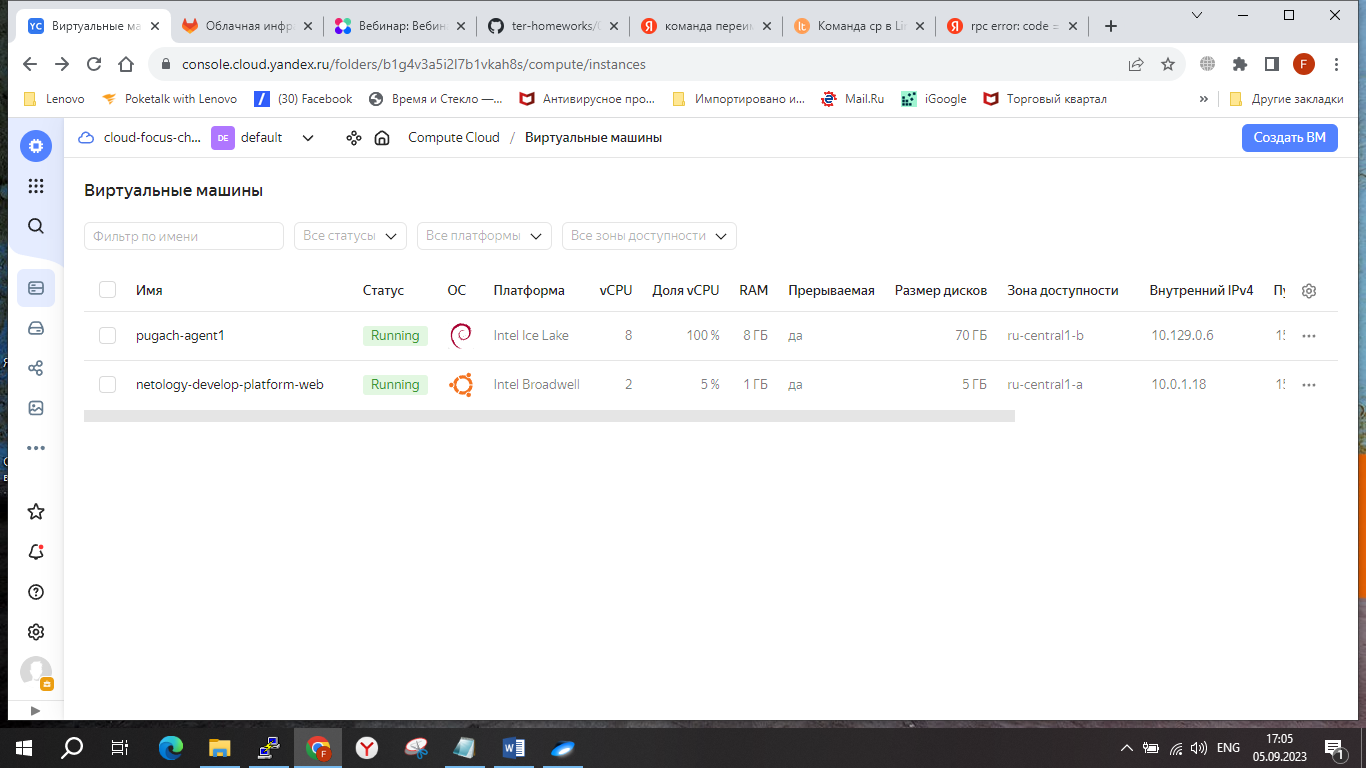 YC Виртуальные ма
Облачная инфр
Вебинар: Вебин
ter-homeworks/
команда переим
Команда cp в Lin
rpc error: code =
console.cloud.yandex.ru/folders/b1g4v3a5i2l7b1vkah8s/compute/instances
F
Lenovo
Poketalk with Lenovo
(30) Facebook
Время и Стекло —...
Антивирусное про...
Импортировано и...
Mail.Ru
iGoogle
Торговый квартал
»
Другие закладки
cloud-focus-ch...
DE default
Compute Cloud / Виртуальные машины
Создать ВМ
Виртуальные машины
Фильтр по имени
Все статусы
Все платформы
Все зоны доступности
Имя Статус ОС Платформа vCPU Доля vCPU RAM Прерываемая Размер дисков Зона доступности Внутренний IPv4
pugach-agent1 Running Intel Ice Lake 8 100 % 8 ГБ да 70 ГБ ru-central1-b 10.129.0.6
netology-develop-platform-web Running Intel Broadwell 2 5 % 1 ГБ да 5 ГБ ru-central1-a 10.0.1.18
ENG
17:05
05.09.2023
1